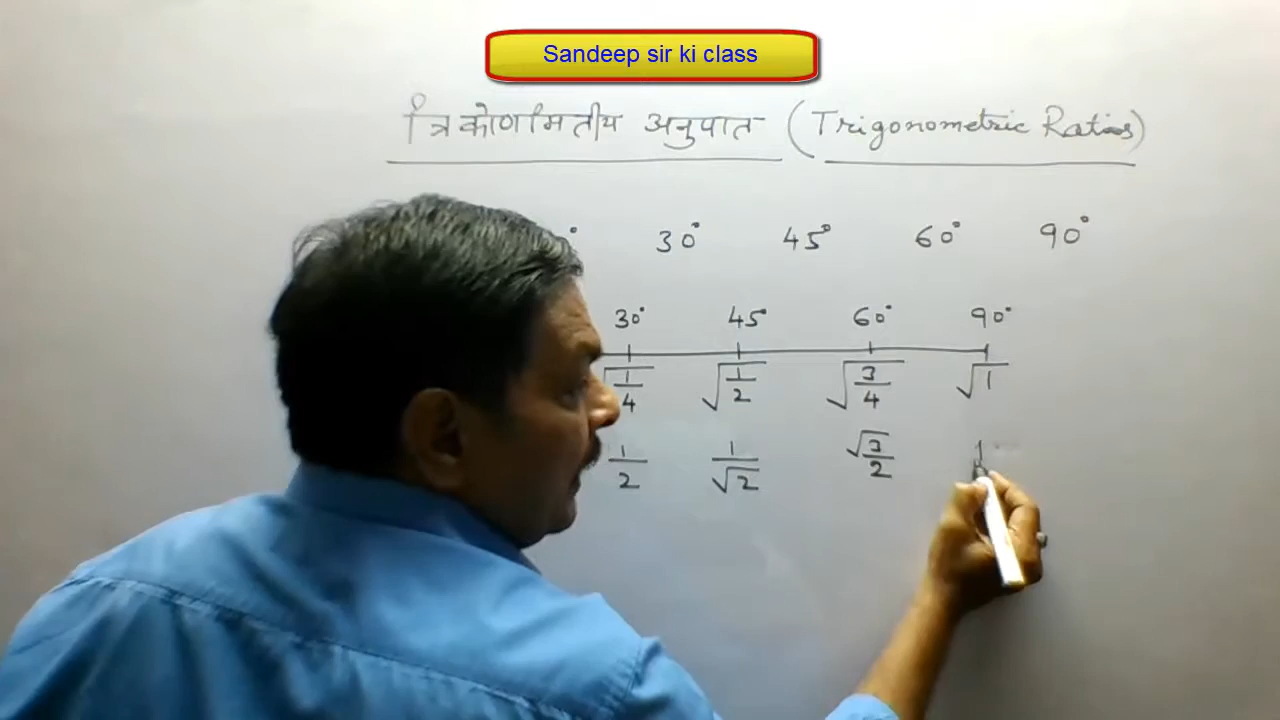 Sandeep sir ki class
त्रिकोणमितीय अनुपात (Trigonometric Ratios)
° 30° 45° 60° 90°
30° 45° 60° 90°
√1/4 √1/2 √3/4 √1
1/2 1/√2 √3/2 1